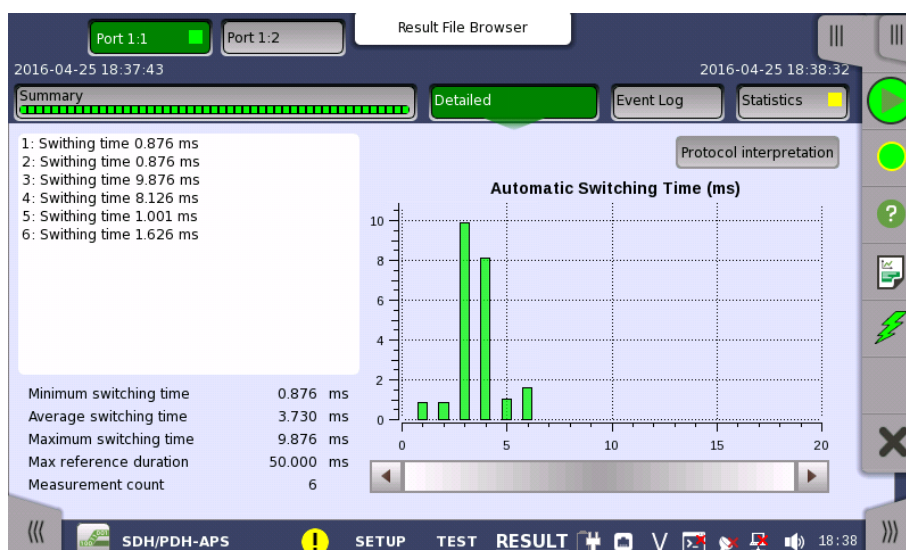 Result File Browser
Port 1:1
Port 1:2
2016-04-25 18:37:43
2016-04-25 18:38:32
Summary
Detailed
Event Log
Statistics
1: Swithing time 0.876 ms
2: Swithing time 0.876 ms
3: Swithing time 9.876 ms
4: Swithing time 8.126 ms
5: Swithing time 1.001 ms
6: Swithing time 1.626 ms
Protocol interpretation
Automatic Switching Time (ms)
10
8
6
4
2
0
0 5 10 15 20
Minimum switching time 0.876 ms
Average switching time 3.730 ms
Maximum switching time 9.876 ms
Max reference duration 50.000 ms
Measurement count 6
SDH/PDH-APS
SETUP TEST RESULT
V
18:38